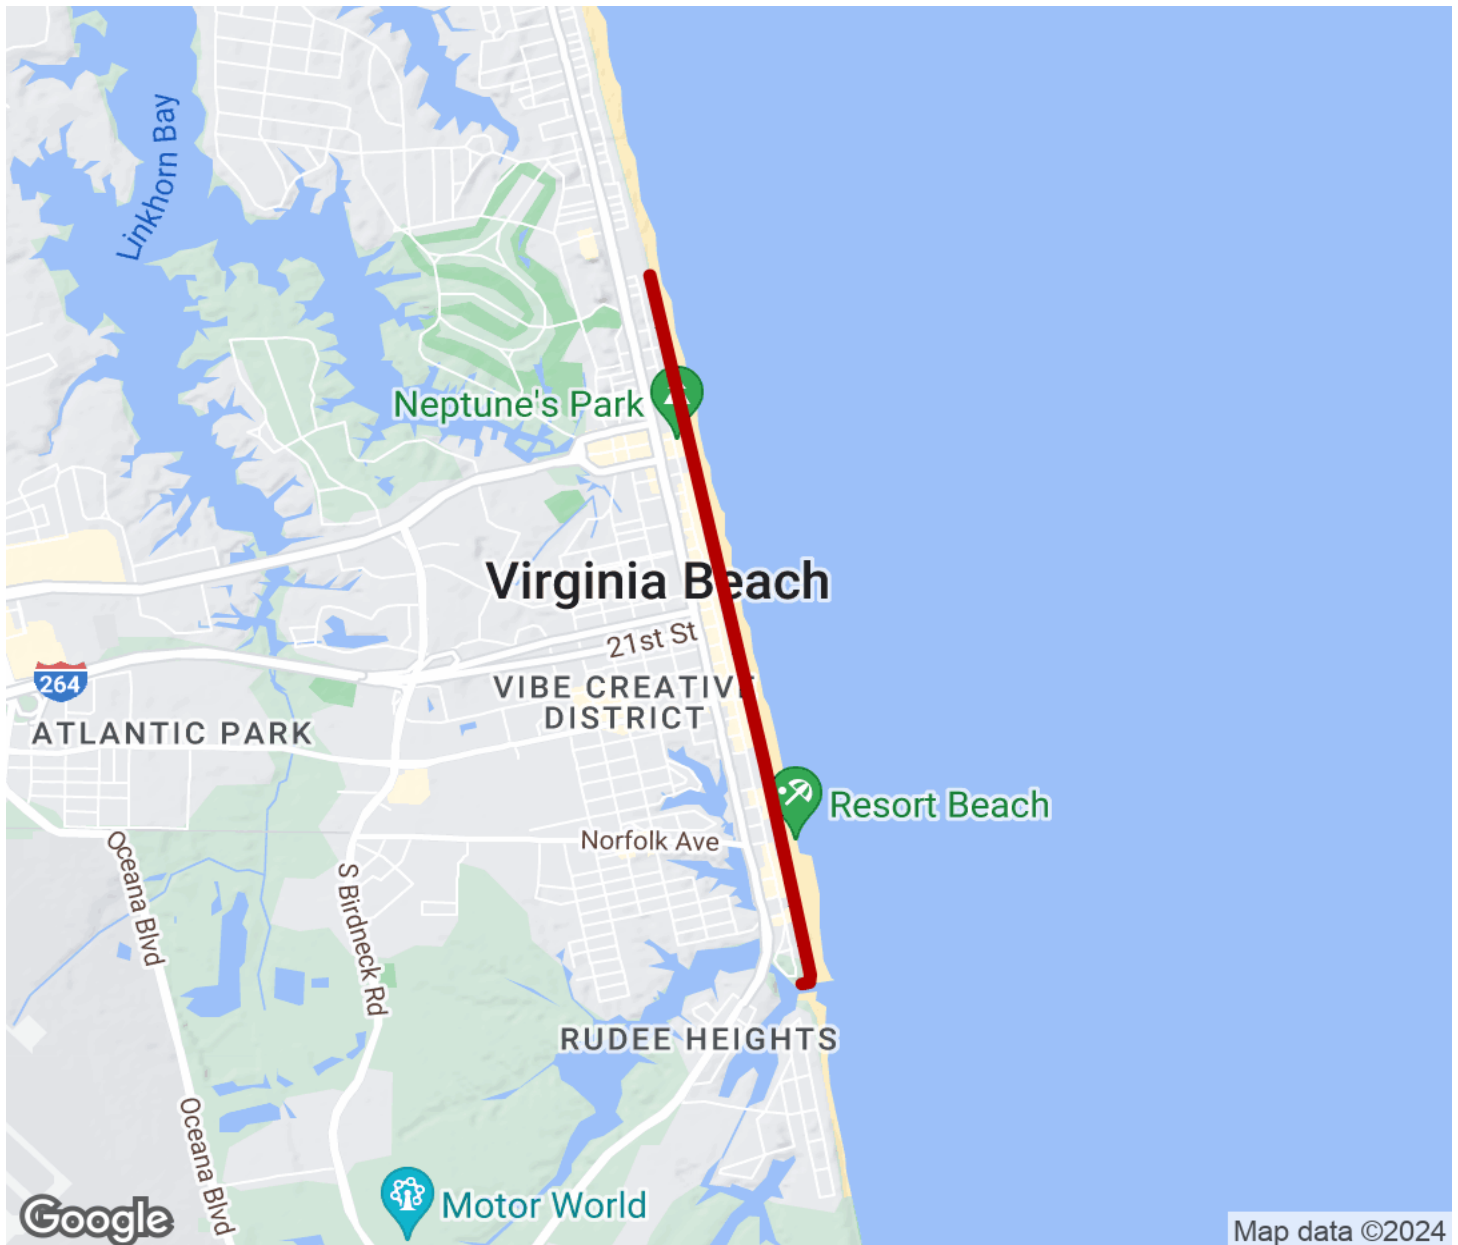 Linkhorn Bay
Neptune's Park
Virginia Beach
21st St
264
VIBE CREATIVE
DISTRICT
ATLANTIC PARK
Resort Beach
Norfolk Ave
Oceana Blvd
S Birdneck Rd
RUDEE HEIGHTS
Oceana Blvd
Motor World
Google
Map data ©2024